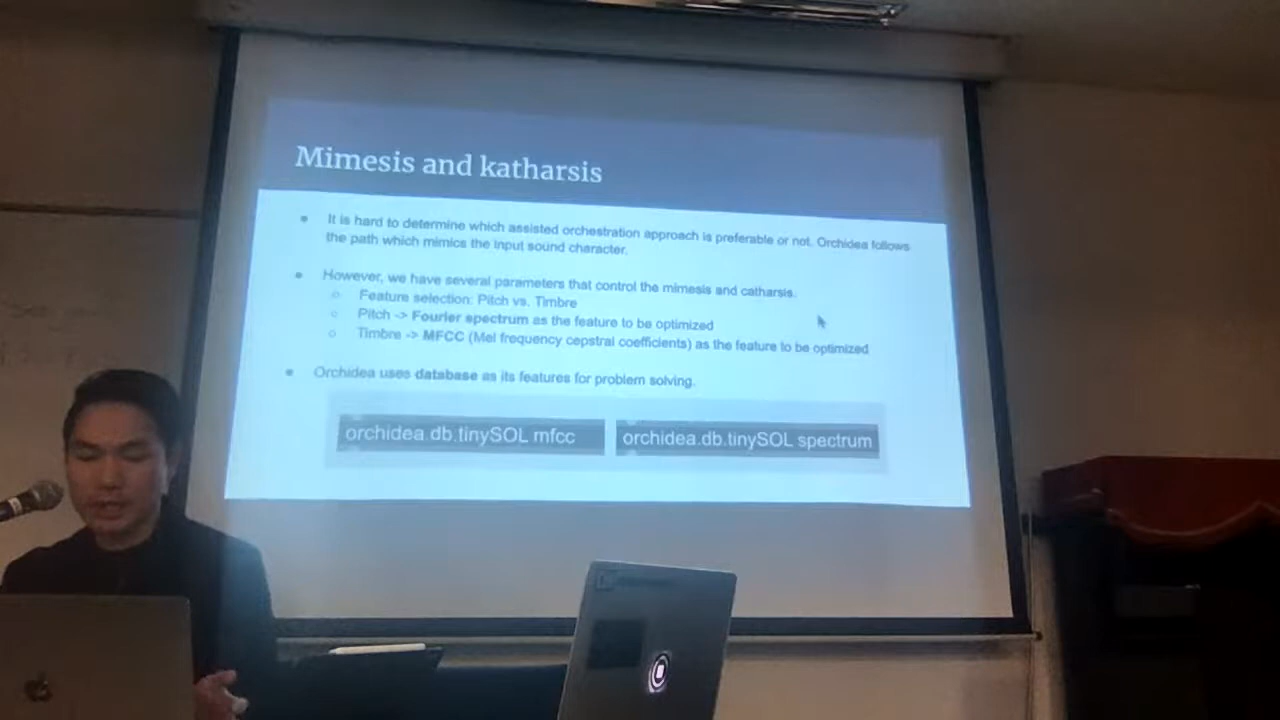 Mimesis and katharsis
It is hard to determine which assisted orchestration approach is preferable or not. Orchidea follows
the path which mimics the input sound character.
However, we have several parameters that control the mimesis and catharsis.
Feature selection: Pitch vs. Timbre
Pitch -> Fourier spectrum as the feature to be optimized
Timbre -> MFCC (Mel frequency cepstral coefficients) as the feature to be optimized
Orchidea uses database as its features for problem solving.
orchidea.db.tinySOL mfcc
orchidea.db.tinySOL spectrum